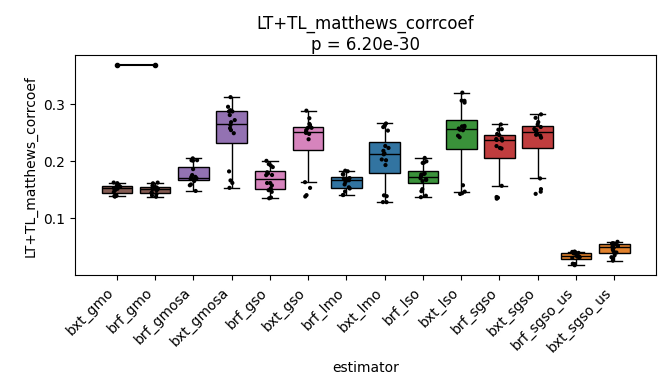 LT+TL_matthews_corrcoef
p = 6.20e-30
LT+TL_matthews_corrcoef
0.3
0.2
0.1
bxt_gmo
brf_gmo
brf_gmosa
bxt_gmosa
brf_gso
bxt_gso
brf_lmo
bxt_lmo
brf_lso
bxt_lso
brf_sgso
bxt_sgso
brf_sgso_us
bxt_sgso_us
estimator